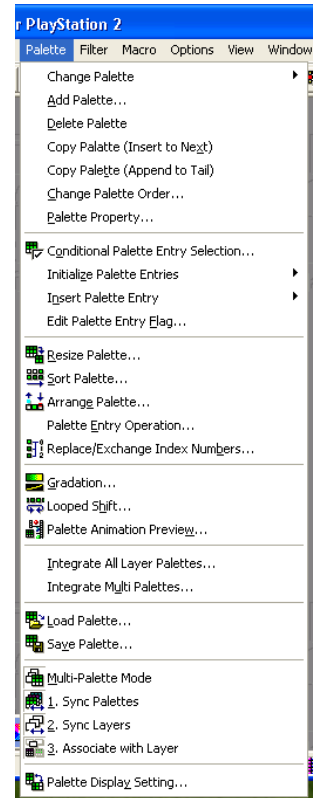 r PlayStation 2
Palette Filter Macro Options View Window
Change Palette
Add Palette...
Delete Palette
Copy Palatte (Insert to Next)
Copy Palette (Append to Tail)
Change Palette Order...
Palette Property...
Conditional Palette Entry Selection...
Initialize Palette Entries
Insert Palette Entry
Edit Palette Entry Flag...
Resize Palette...
Sort Palette...
Arrange Palette...
Palette Entry Operation...
Replace/Exchange Index Numbers...
Gradation...
Looped Shift...
Palette Animation Preview...
Integrate All Layer Palettes...
Integrate Multi Palettes...
Load Palette...
Save Palette...
Multi-Palette Mode
1. Sync Palettes
2. Sync Layers
3. Associate with Layer
Palette Display Setting...